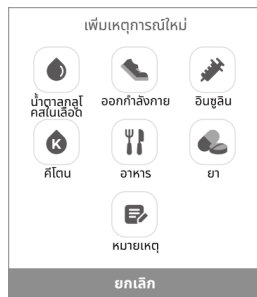 เพิ่มเหตุการณ์ใหม่
น้ำตาลกลูโ ออกกำลังกาย อินซูลิน
คสในเลือด
K
คีโตน อาหาร ยา
หมายเหตุ
ยกเลิก